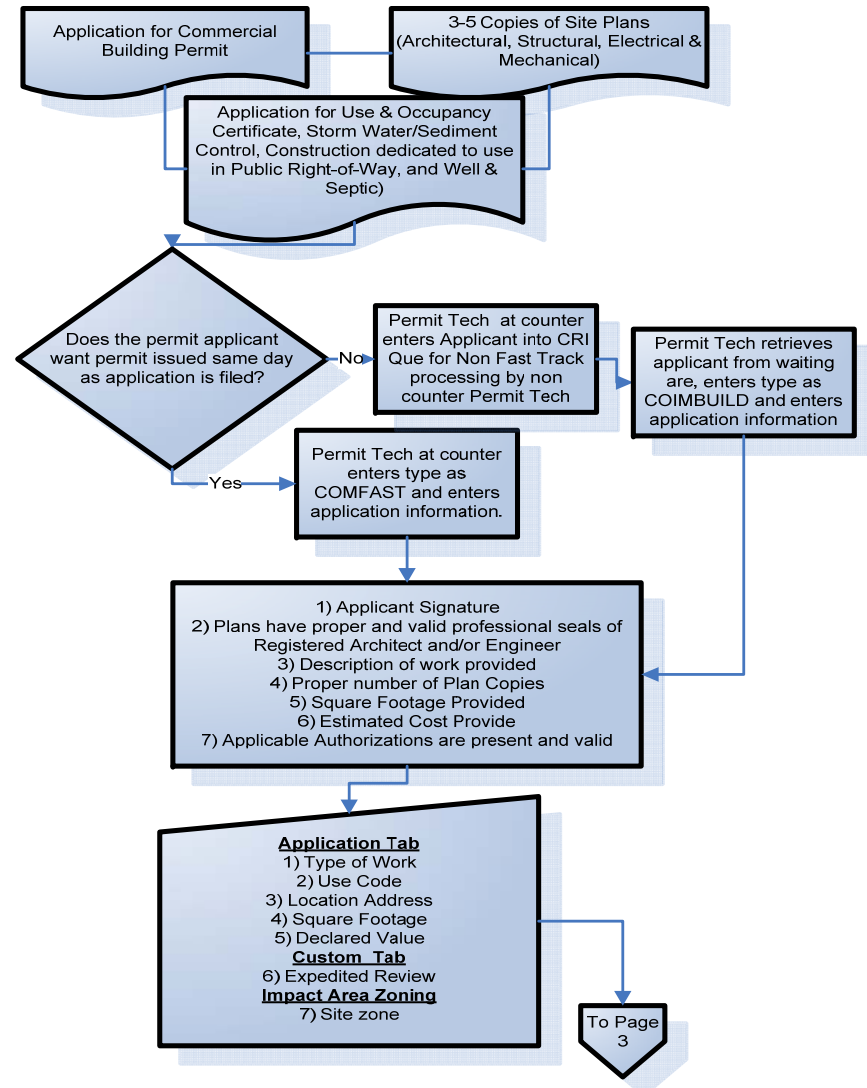 Application for Commercial
Building Permit
3-5 Copies of Site Plans
(Architectural, Structural, Electrical &
Mechanical)
Application for Use & Occupancy
Certificate, Storm Water/Sediment
Control, Construction dedicated to use
in Public Right-of-Way, and Well &
Septic)
Does the permit applicant
want permit issued same day
as application is filed?
No
Permit Tech at counter
enters Applicant into CRI
Que for Non Fast Track
processing by non
counter Permit Tech
Permit Tech retrieves
applicant from waiting
are, enters type as
COIMBUILD and enters
application information
Yes
Permit Tech at counter
enters type as
COMFAST and enters
application information.
1) Applicant Signature
2) Plans have proper and valid professional seals of
Registered Architect and/or Engineer
3) Description of work provided
4) Proper number of Plan Copies
5) Square Footage Provided
6) Estimated Cost Provide
7) Applicable Authorizations are present and valid
Application Tab
1) Type of Work
2) Use Code
3) Location Address
4) Square Footage
5) Declared Value
Custom Tab
6) Expedited Review
Impact Area Zoning
7) Site zone
To Page
3